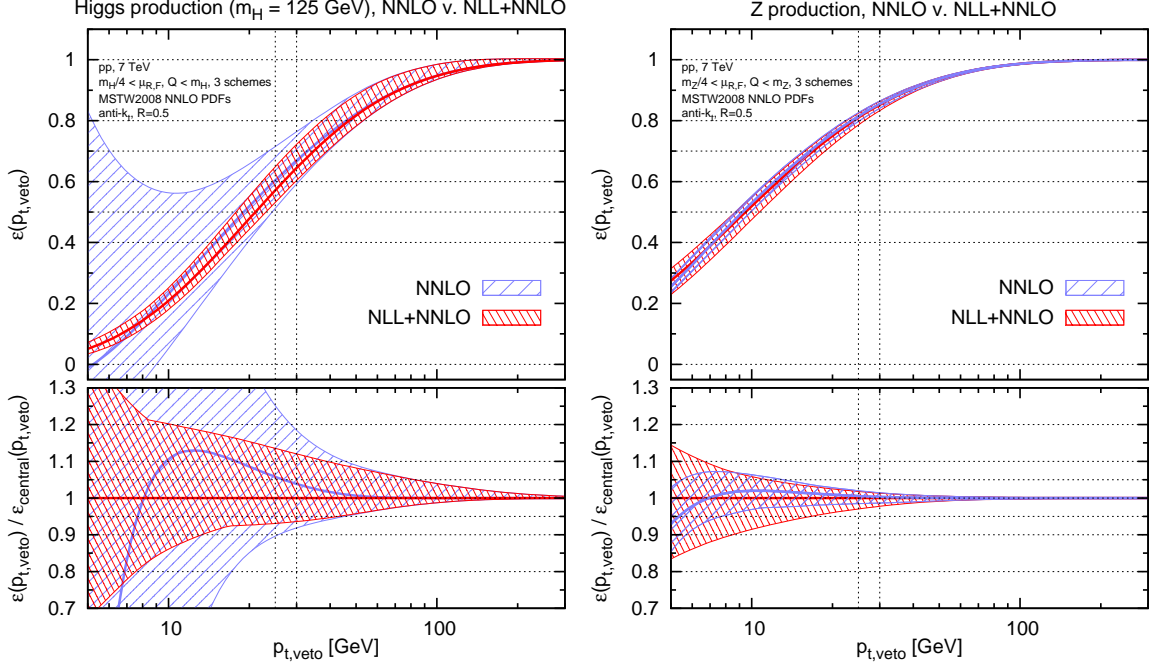 Higgs production (m_H = 125 GeV), NNLO v. NLL+NNLO
pp, 7 TeV
m_H/4 < μ_R,F, Q < m_H, 3 schemes
MSTW2008 NNLO PDFs
anti-k_t, R=0.5
ε(p_t,veto)
1
0.8
0.6
0.4
0.2
0
NNLO
NLL+NNLO
ε(p_t,veto) / ε_central(p_t,veto)
1.3
1.2
1.1
1
0.9
0.8
0.7
10
100
p_t,veto [GeV]
Z production, NNLO v. NLL+NNLO
pp, 7 TeV
m_Z/4 < μ_R,F, Q < m_Z, 3 schemes
MSTW2008 NNLO PDFs
anti-k_t, R=0.5
ε(p_t,veto)
1
0.8
0.6
0.4
0.2
0
NNLO
NLL+NNLO
ε(p_t,veto) / ε_central(p_t,veto)
1.3
1.2
1.1
1
0.9
0.8
0.7
10
100
p_t,veto [GeV]